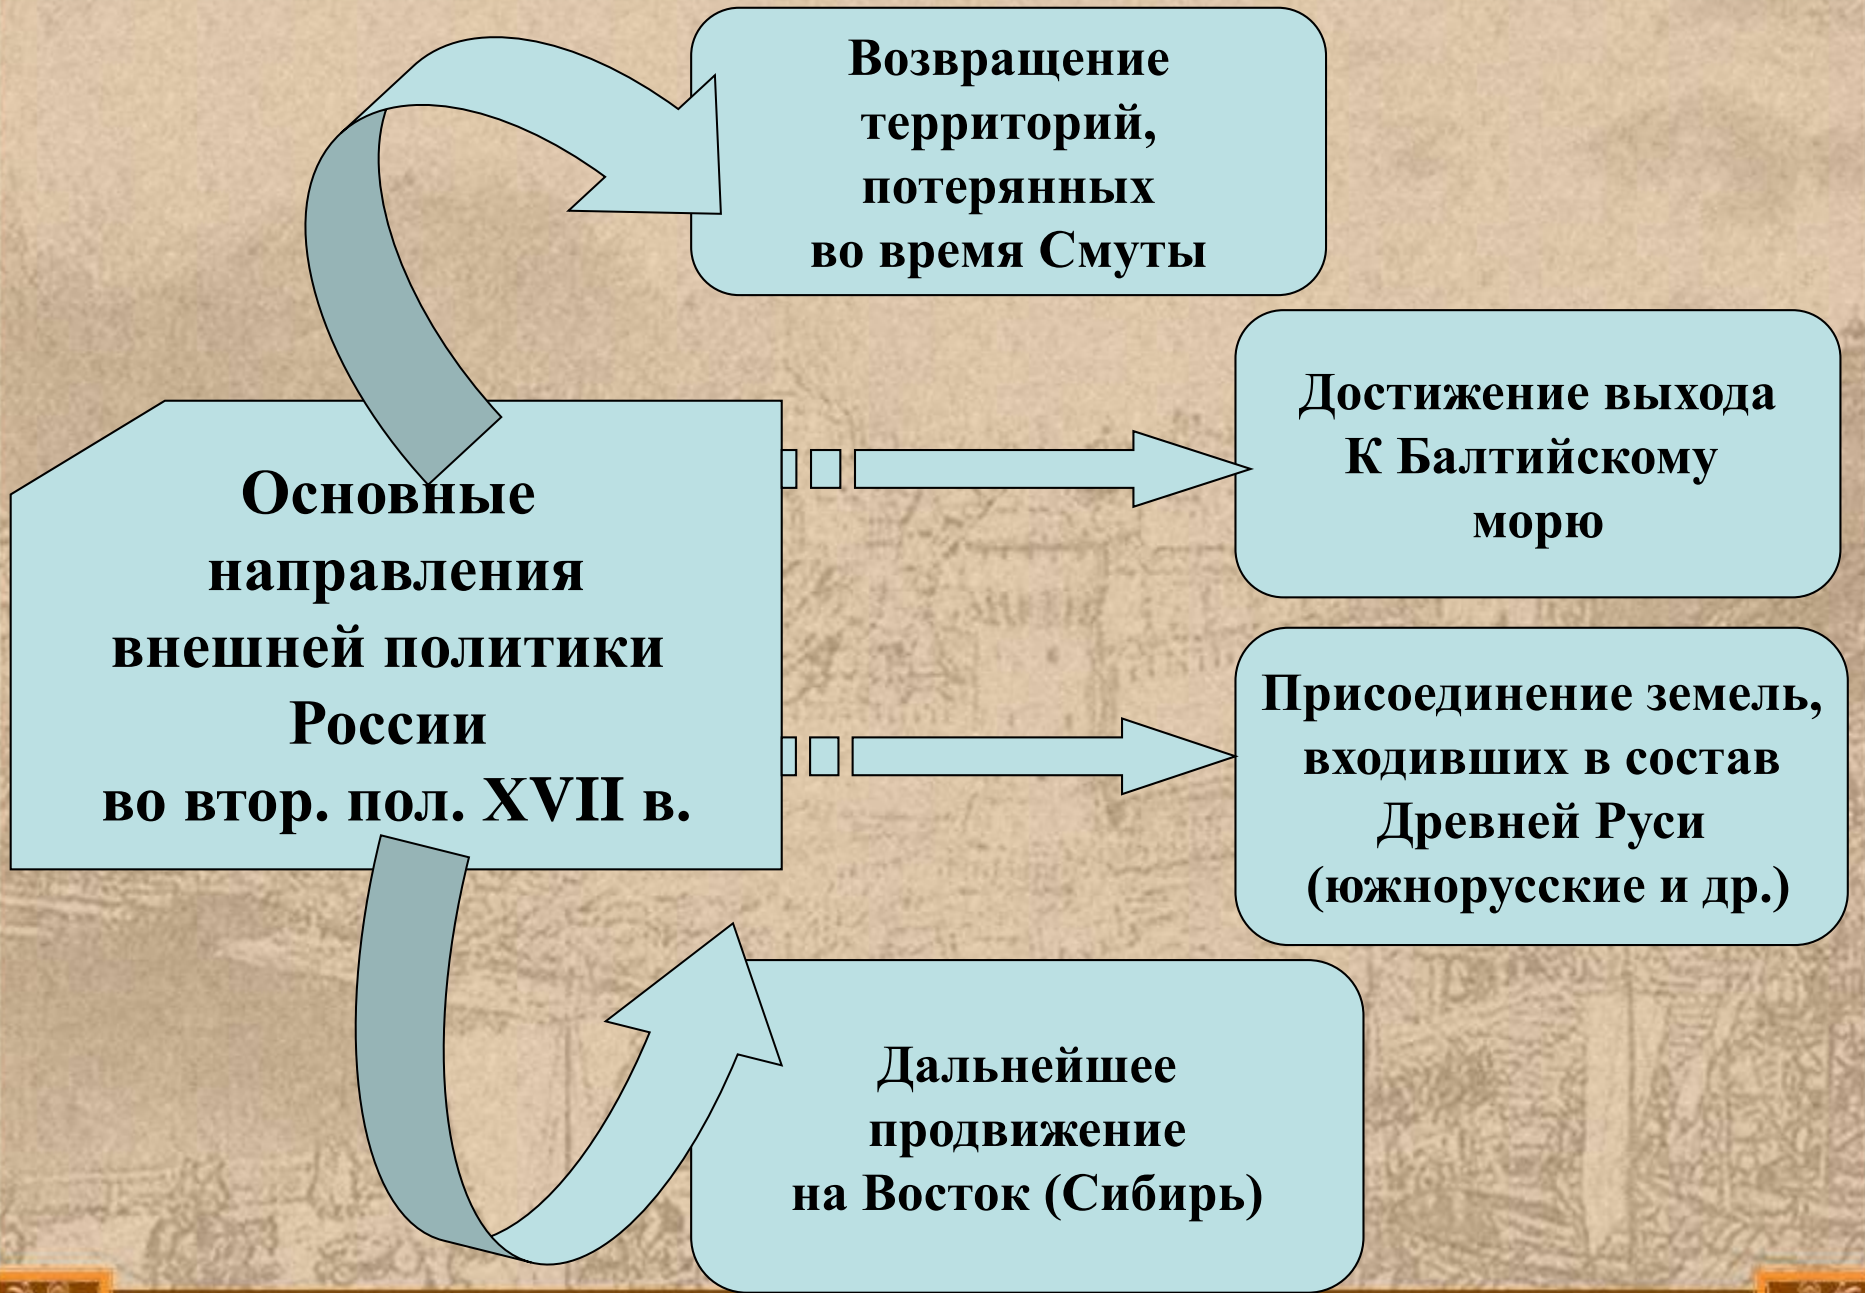 Возвращение
территорий,
потерянных
во время Смуты
Достижение выхода
К Балтийскому
морю
Основные
направления
внешней политики
России
во втор. пол. XVII в.
Присоединение земель,
входивших в состав
Древней Руси
(южнорусские и др.)
Дальнейшее
продвижение
на Восток (Сибирь)